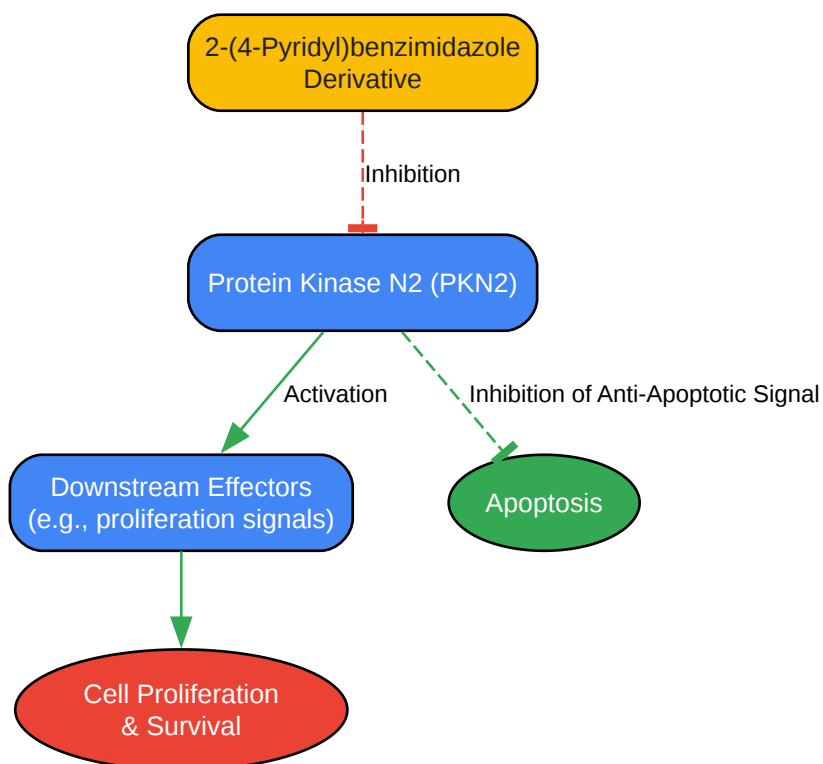 2-(4-Pyridyl)benzimidazole
Derivative
Inhibition
Protein Kinase N2 (PKN2)
Activation
Inhibition of Anti-Apoptotic Signal
Downstream Effectors
(e.g., proliferation signals)
Apoptosis
Cell Proliferation
& Survival